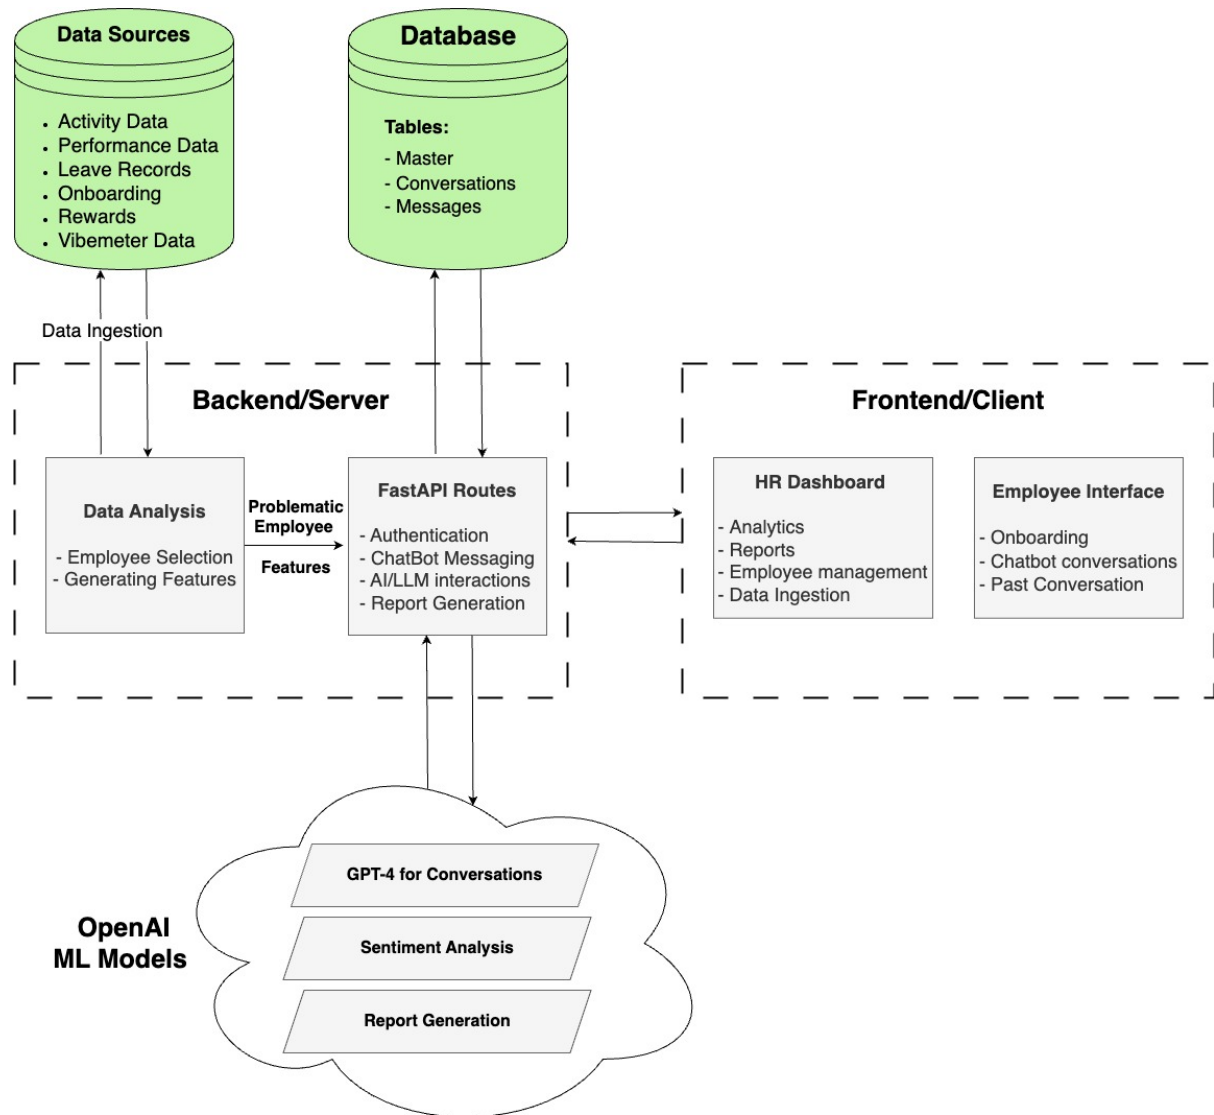 Data Sources
• Activity Data
• Performance Data
• Leave Records
• Onboarding
• Rewards
• Vibemeter Data
Database
Tables:
- Master
- Conversations
- Messages
Data Ingestion
Backend/Server
Data Analysis
- Employee Selection
- Generating Features
Problematic
Employee
Features
FastAPI Routes
- Authentication
- ChatBot Messaging
- AI/LLM interactions
- Report Generation
Frontend/Client
HR Dashboard
- Analytics
- Reports
- Employee management
- Data Ingestion
Employee Interface
- Onboarding
- Chatbot conversations
- Past Conversation
OpenAI
ML Models
GPT-4 for Conversations
Sentiment Analysis
Report Generation